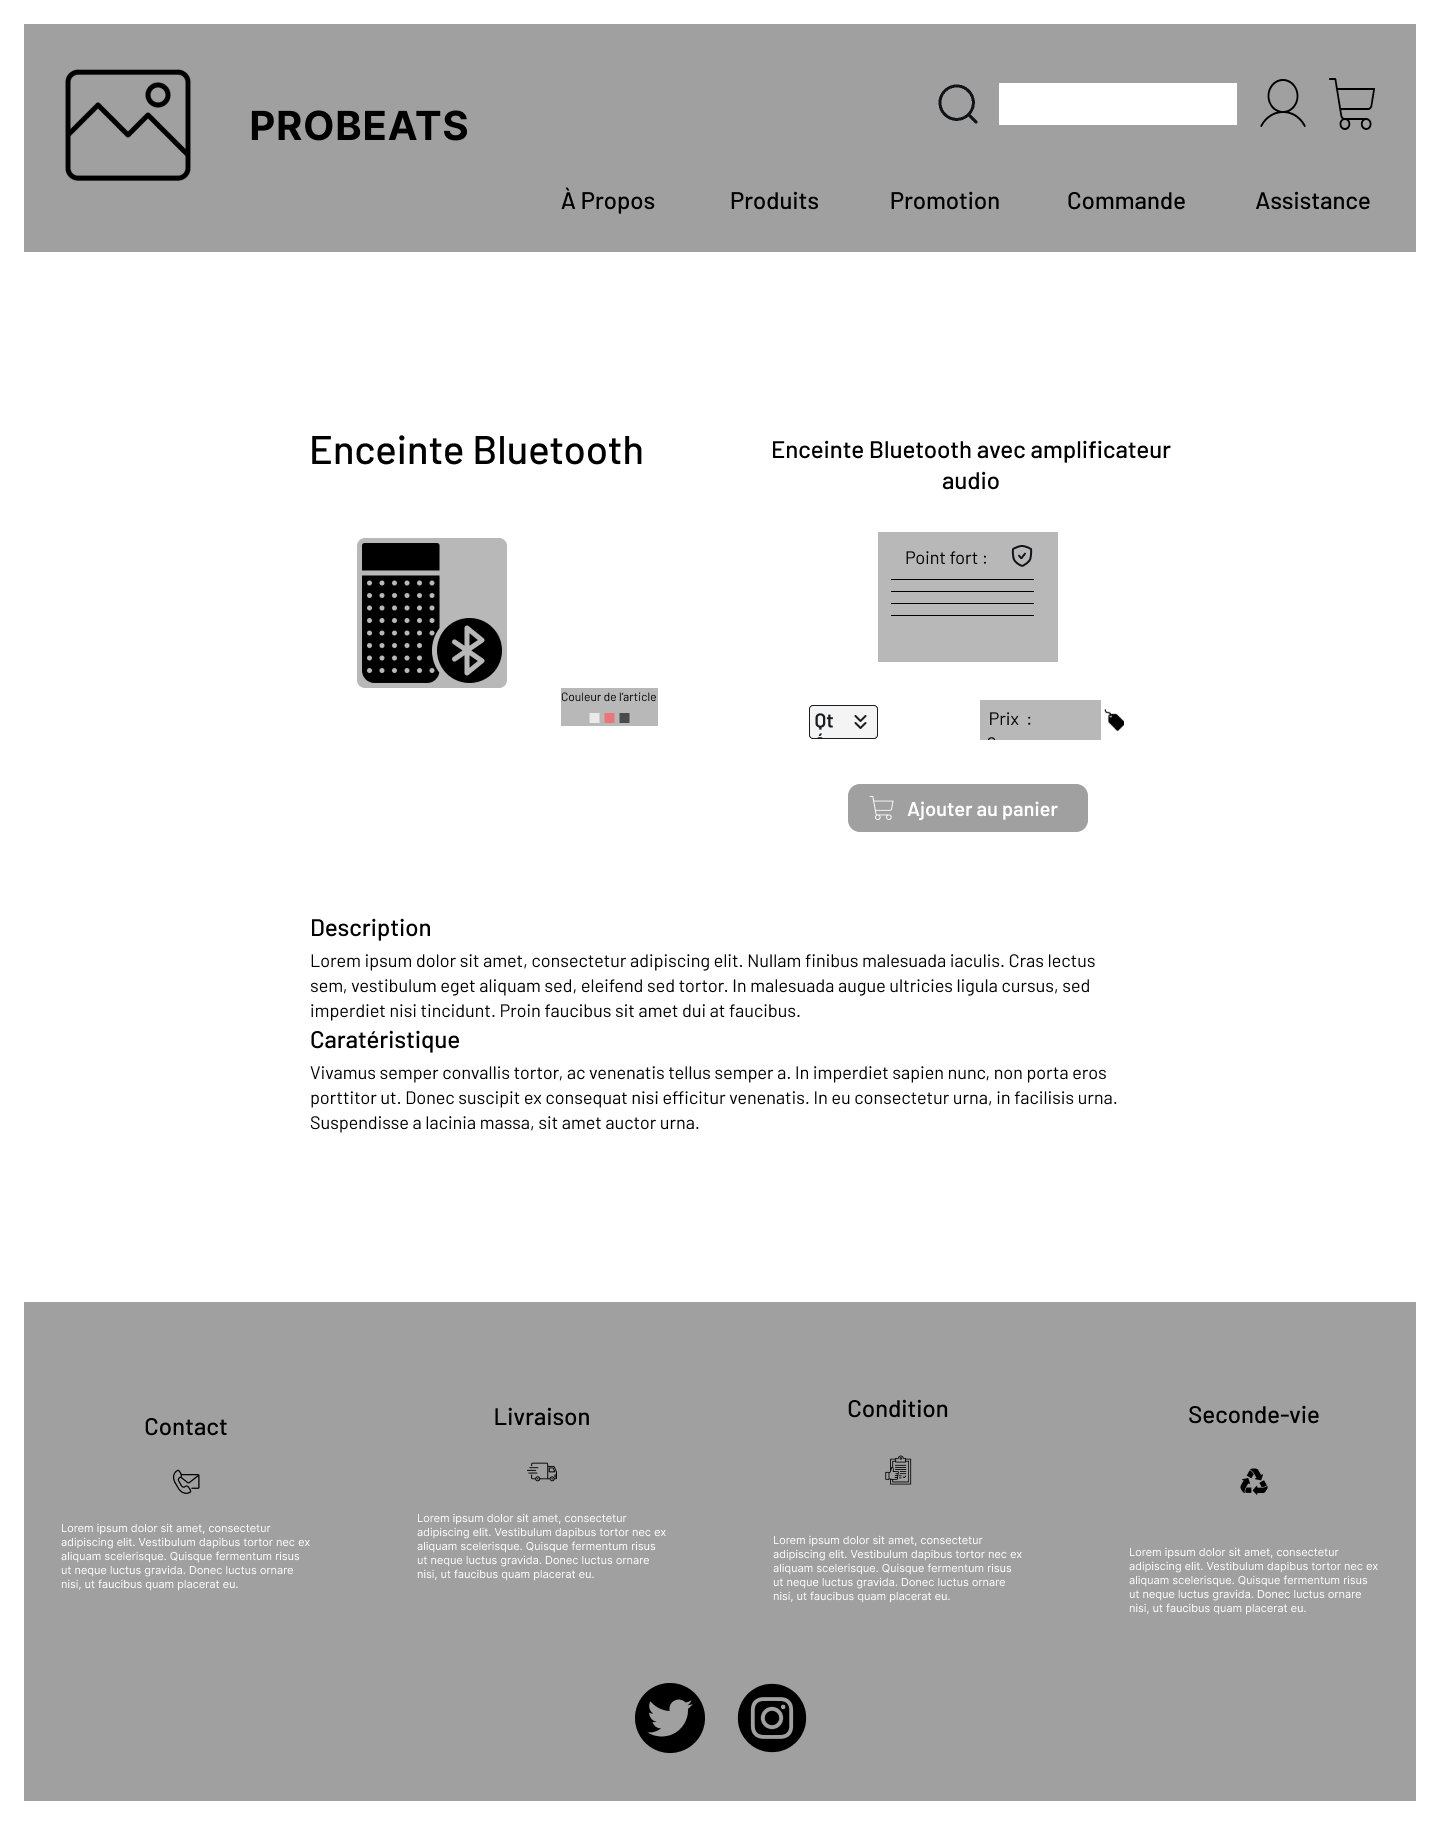 PROBEATS
À Propos
Produits
Promotion
Commande
Assistance
Enceinte Bluetooth
Enceinte Bluetooth avec amplificateur
audio
Point fort :
Couleur de l'article
Qt
Prix :
Ajouter au panier
Description
Lorem ipsum dolor sit amet, consectetur adipiscing elit. Nullam finibus malesuada iaculis. Cras lectus
sem, vestibulum eget aliquam sed, eleifend sed tortor. In malesuada augue ultricies ligula cursus, sed
imperdiet nisi tincidunt. Proin faucibus sit amet dui at faucibus.
Caratéristique
Vivamus semper convallis tortor, ac venenatis tellus semper a. In imperdiet sapien nunc, non porta eros
porttitor ut. Donec suscipit ex consequat nisi efficitur venenatis. In eu consectetur urna, in facilisis urna.
Suspendisse a lacinia massa, sit amet auctor urna.
Contact
Lorem ipsum dolor sit amet, consectetur
adipiscing elit. Vestibulum dapibus tortor nec ex
aliquam scelerisque. Quisque fermentum risus
ut neque luctus gravida. Donec luctus ornare
nisi, ut faucibus quam placerat eu.
Livraison
Lorem ipsum dolor sit amet, consectetur
adipiscing elit. Vestibulum dapibus tortor nec ex
aliquam scelerisque. Quisque fermentum risus
ut neque luctus gravida. Donec luctus ornare
nisi, ut faucibus quam placerat eu.
Condition
Lorem ipsum dolor sit amet, consectetur
adipiscing elit. Vestibulum dapibus tortor nec ex
aliquam scelerisque. Quisque fermentum risus
ut neque luctus gravida. Donec luctus ornare
nisi, ut faucibus quam placerat eu.
Seconde-vie
Lorem ipsum dolor sit amet, consectetur
adipiscing elit. Vestibulum dapibus tortor nec ex
aliquam scelerisque. Quisque fermentum risus
ut neque luctus gravida. Donec luctus ornare
nisi, ut faucibus quam placerat eu.